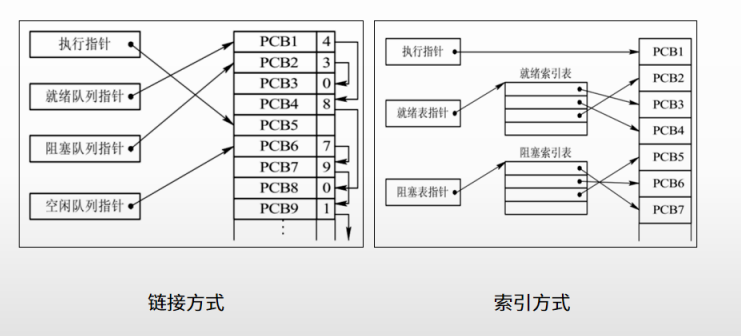 执行指针
就绪队列指针
阻塞队列指针
空闲队列指针
PCB1 4
PCB2 3
PCB3 0
PCB4 8
PCB5
PCB6 7
PCB7 9
PCB8 0
PCB9 1
⋮
链接方式
执行指针
就绪表指针
阻塞表指针
就绪索引表
阻塞索引表
PCB1
PCB2
PCB3
PCB4
PCB5
PCB6
PCB7
索引方式